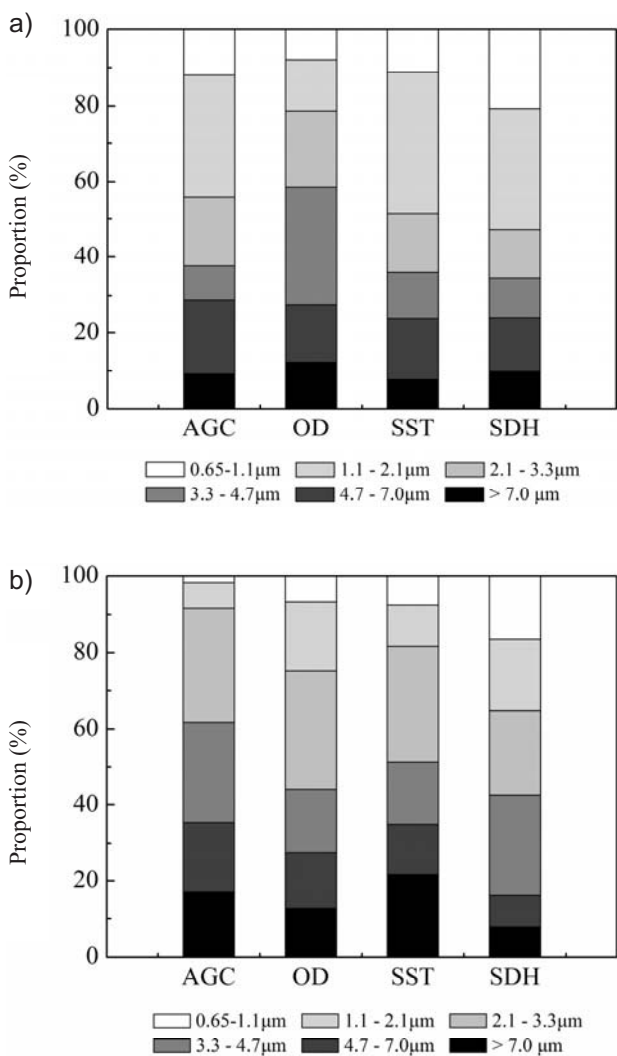 a)
100
80
60
40
20
0
Proportion (%)
AGC OD SST SDH
0.65-1.1μm 1.1 - 2.1μm 2.1 - 3.3μm
3.3 - 4.7μm 4.7 - 7.0μm > 7.0 μm
b)
100
80
60
40
20
0
Proportion (%)
AGC OD SST SDH
0.65-1.1μm 1.1 - 2.1μm 2.1 - 3.3μm
3.3 - 4.7μm 4.7 - 7.0μm > 7.0 μm